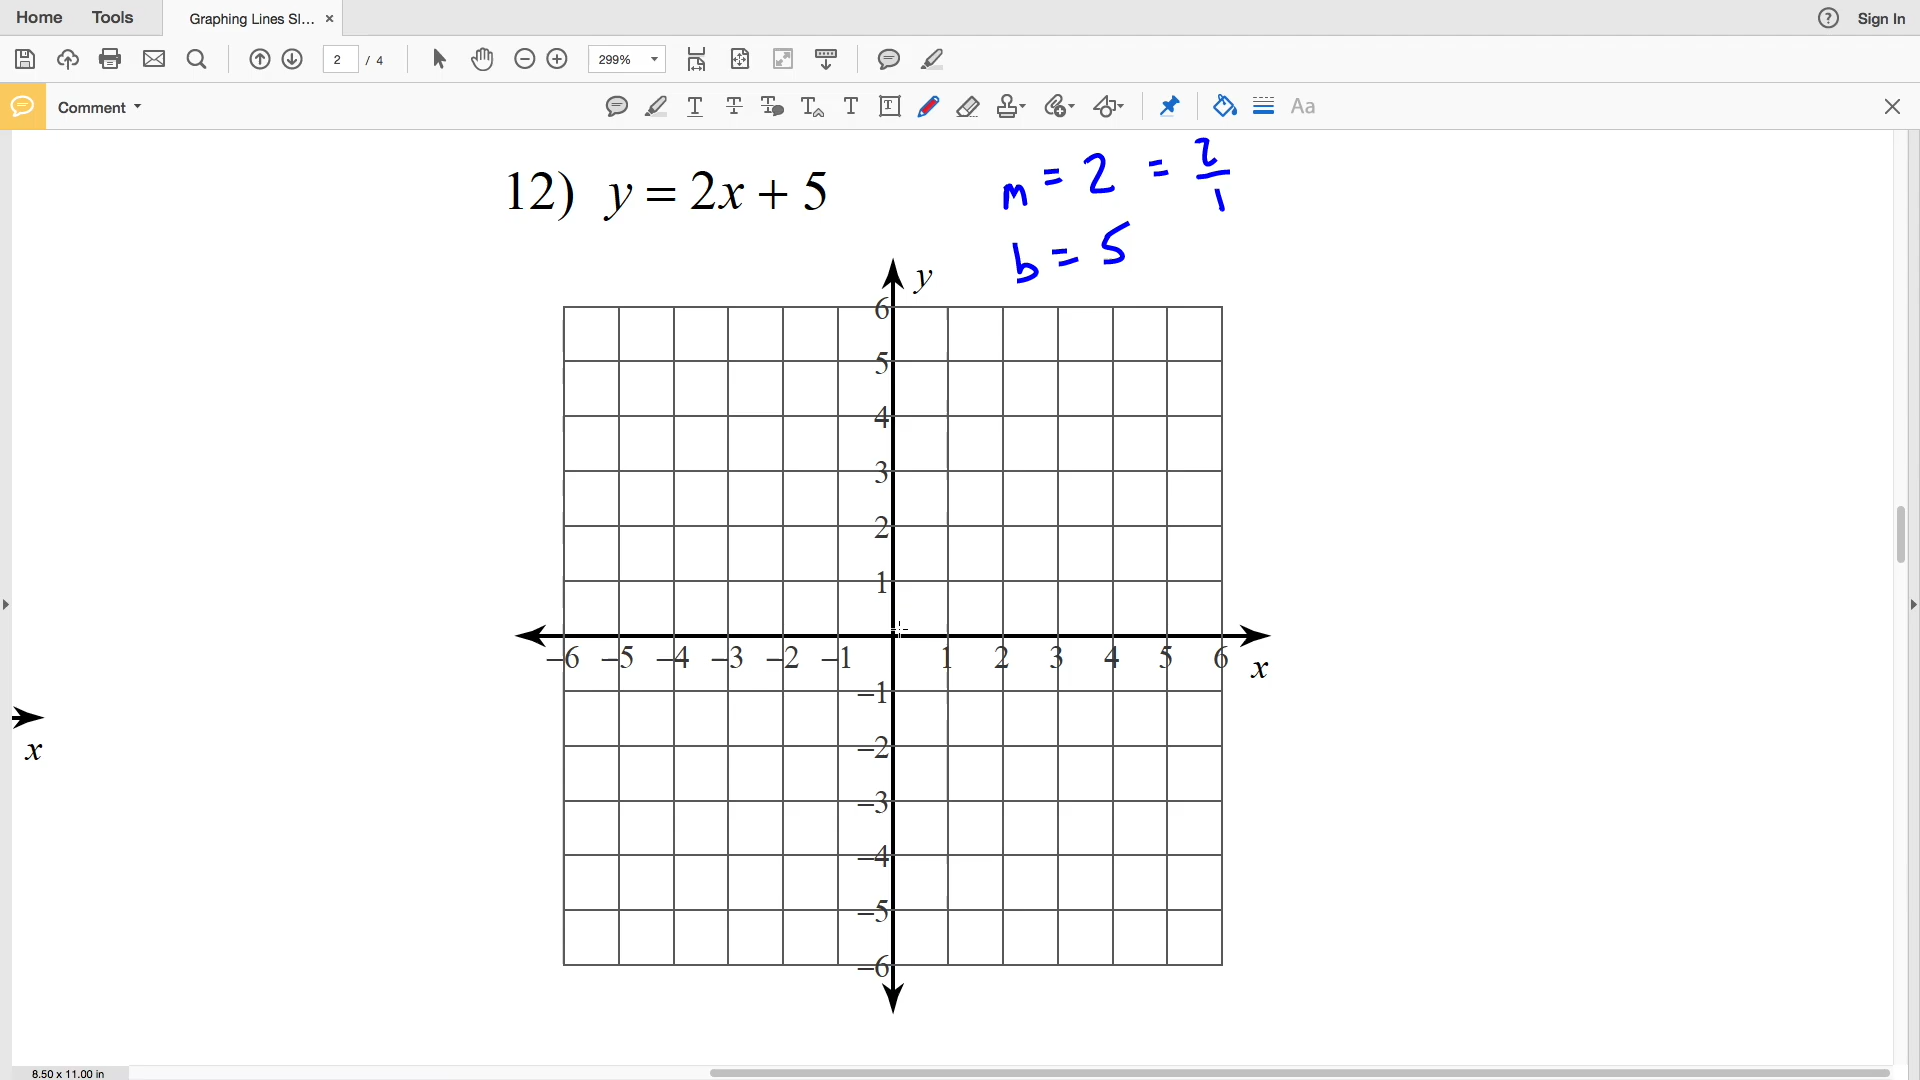 Home Tools Graphing Lines Sl... × ? Sign In
2 / 4 299%
Comment Aa
12) y = 2x + 5
m = 2 = 2/1
b = 5
y
6
5
4
3
2
1
–6 –5 –4 –3 –2 –1 1 2 3 4 5 6
x
–1
–2
–3
–4
–5
–6
x
8.50 x 11.00 in